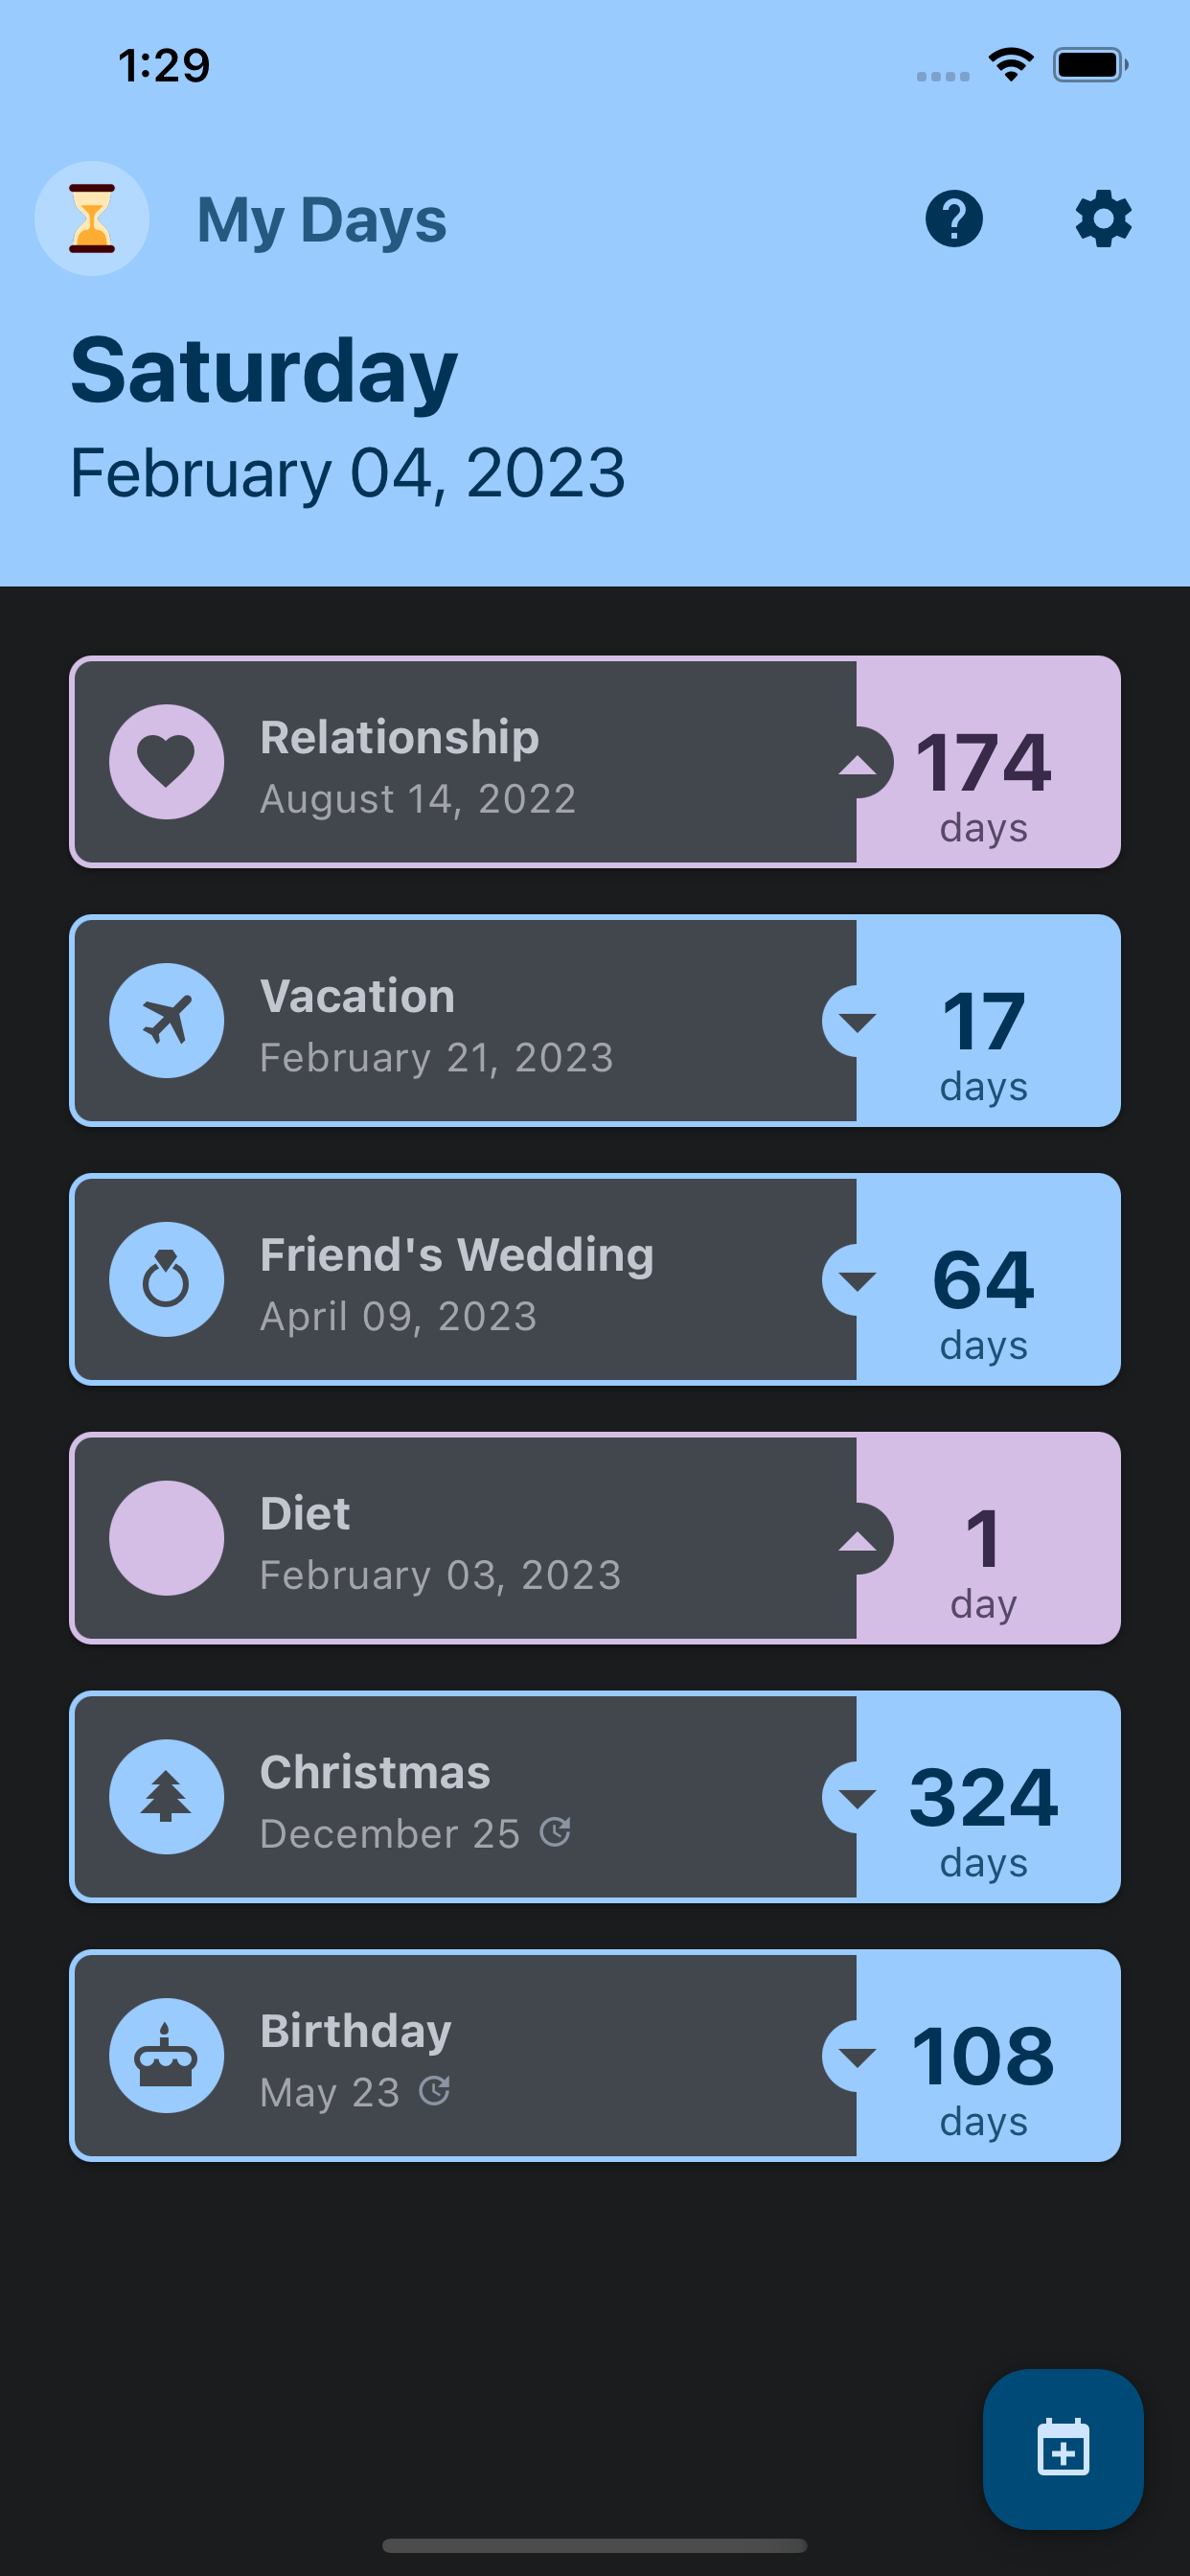 1:29
My Days
Saturday
February 04, 2023
Relationship
August 14, 2022
174
days
Vacation
February 21, 2023
17
days
Friend's Wedding
April 09, 2023
64
days
Diet
February 03, 2023
1
day
Christmas
December 25
324
days
Birthday
May 23
108
days